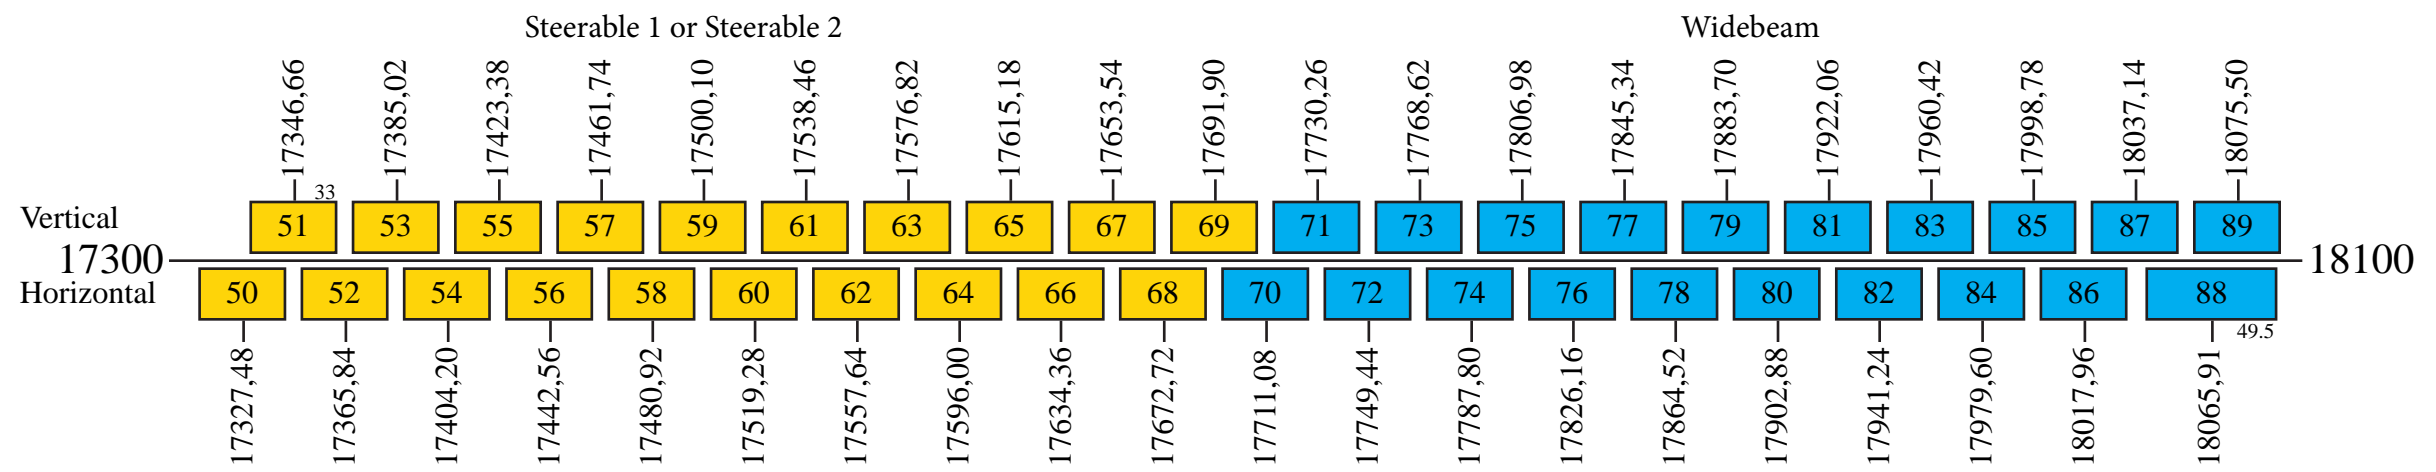 Steerable 1 or Steerable 2 Widebeam
17346,66 17385,02 17423,38 17461,74 17500,10 17538,46 17576,82 17615,18 17653,54 17691,90 17730,26 17768,62 17806,98 17845,34 17883,70 17922,06 17960,42 17998,78 18037,14 18075,50
33
Vertical 51 53 55 57 59 61 63 65 67 69 71 73 75 77 79 81 83 85 87 89
17300 18100
Horizontal 50 52 54 56 58 60 62 64 66 68 70 72 74 76 78 80 82 84 86 88
49.5
17327,48 17365,84 17404,20 17442,56 17480,92 17519,28 17557,64 17596,00 17634,36 17672,72 17711,08 17749,44 17787,80 17826,16 17864,52 17902,88 17941,24 17979,60 18017,96 18065,91